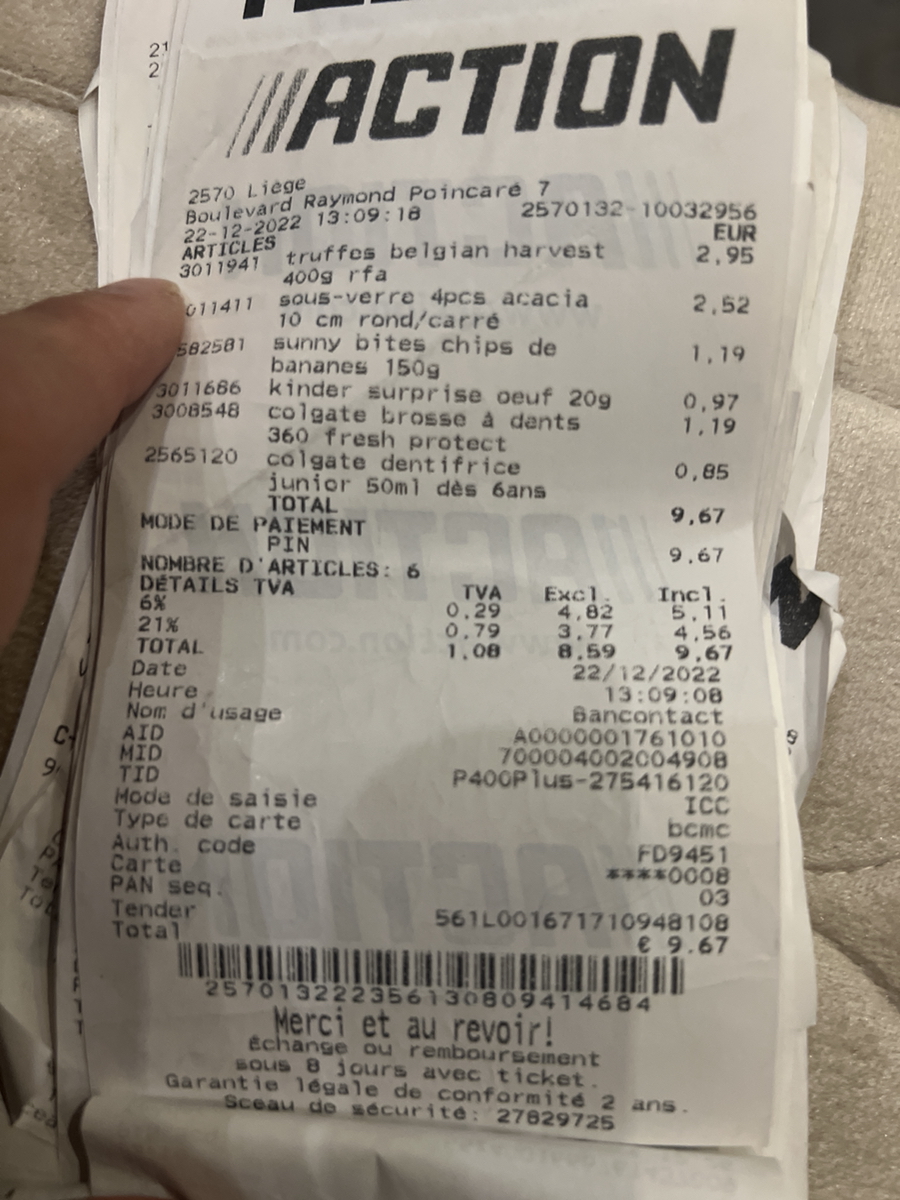 ACTION
2570 Liège
Boulevard Raymond Poincaré 7
22-12-2022 13:09:18 2570132-10032956
ARTICLES EUR
3011941 truffes belgian harvest 2,95
400g rfa
011411 sous-verre 4pcs acacia 2,52
10 cm rond/carré
582581 sunny bites chips de 1,19
bananes 150g
3011686 kinder surprise oeuf 20g 0,97
3008548 colgate brosse à dents 1,19
360 fresh protect
2565120 colgate dentifrice 0,85
junior 50ml dès 6ans
TOTAL 9,67
MODE DE PAIEMENT
PIN 9,67
NOMBRE D'ARTICLES: 6
DÉTAILS TVA TVA Excl. Incl.
6% 0,29 4,82 5,11
21% 0,79 3,77 4,56
TOTAL 1,08 8,59 9,67
Date 22/12/2022
Heure 13:09:08
Nom d'usage Bancontact
AID A0000001761010
MID 700004002004908
TID P400Plus-275416120
Mode de saisie ICC
Type de carte bcmc
Auth. code FD9451
Carte ****0008
PAN seq. 03
Tender 561L001671710948108
Total € 9.67
257013222356130809414684
Merci et au revoir!
Échange ou remboursement
sous 8 jours avec ticket.
Garantie légale de conformité 2 ans.
Sceau de sécurité: 27829725